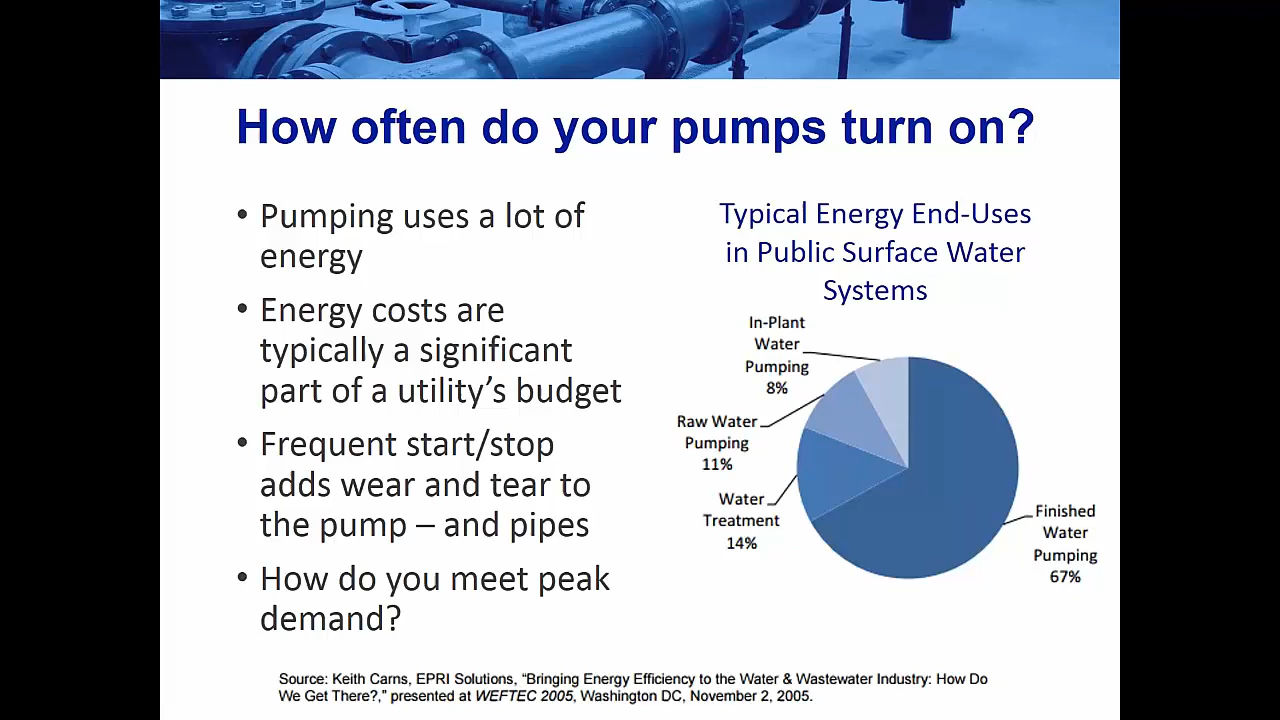 How often do your pumps turn on?
• Pumping uses a lot of
energy
• Energy costs are
typically a significant
part of a utility’s budget
• Frequent start/stop
adds wear and tear to
the pump – and pipes
• How do you meet peak
demand?
Typical Energy End-Uses
in Public Surface Water
Systems
In-Plant
Water
Pumping
8%
Raw Water
Pumping
11%
Water
Treatment
14%
Finished
Water
Pumping
67%
Source: Keith Carns, EPRI Solutions, “Bringing Energy Efficiency to the Water & Wastewater Industry: How Do
We Get There?,” presented at WEFTEC 2005, Washington DC, November 2, 2005.